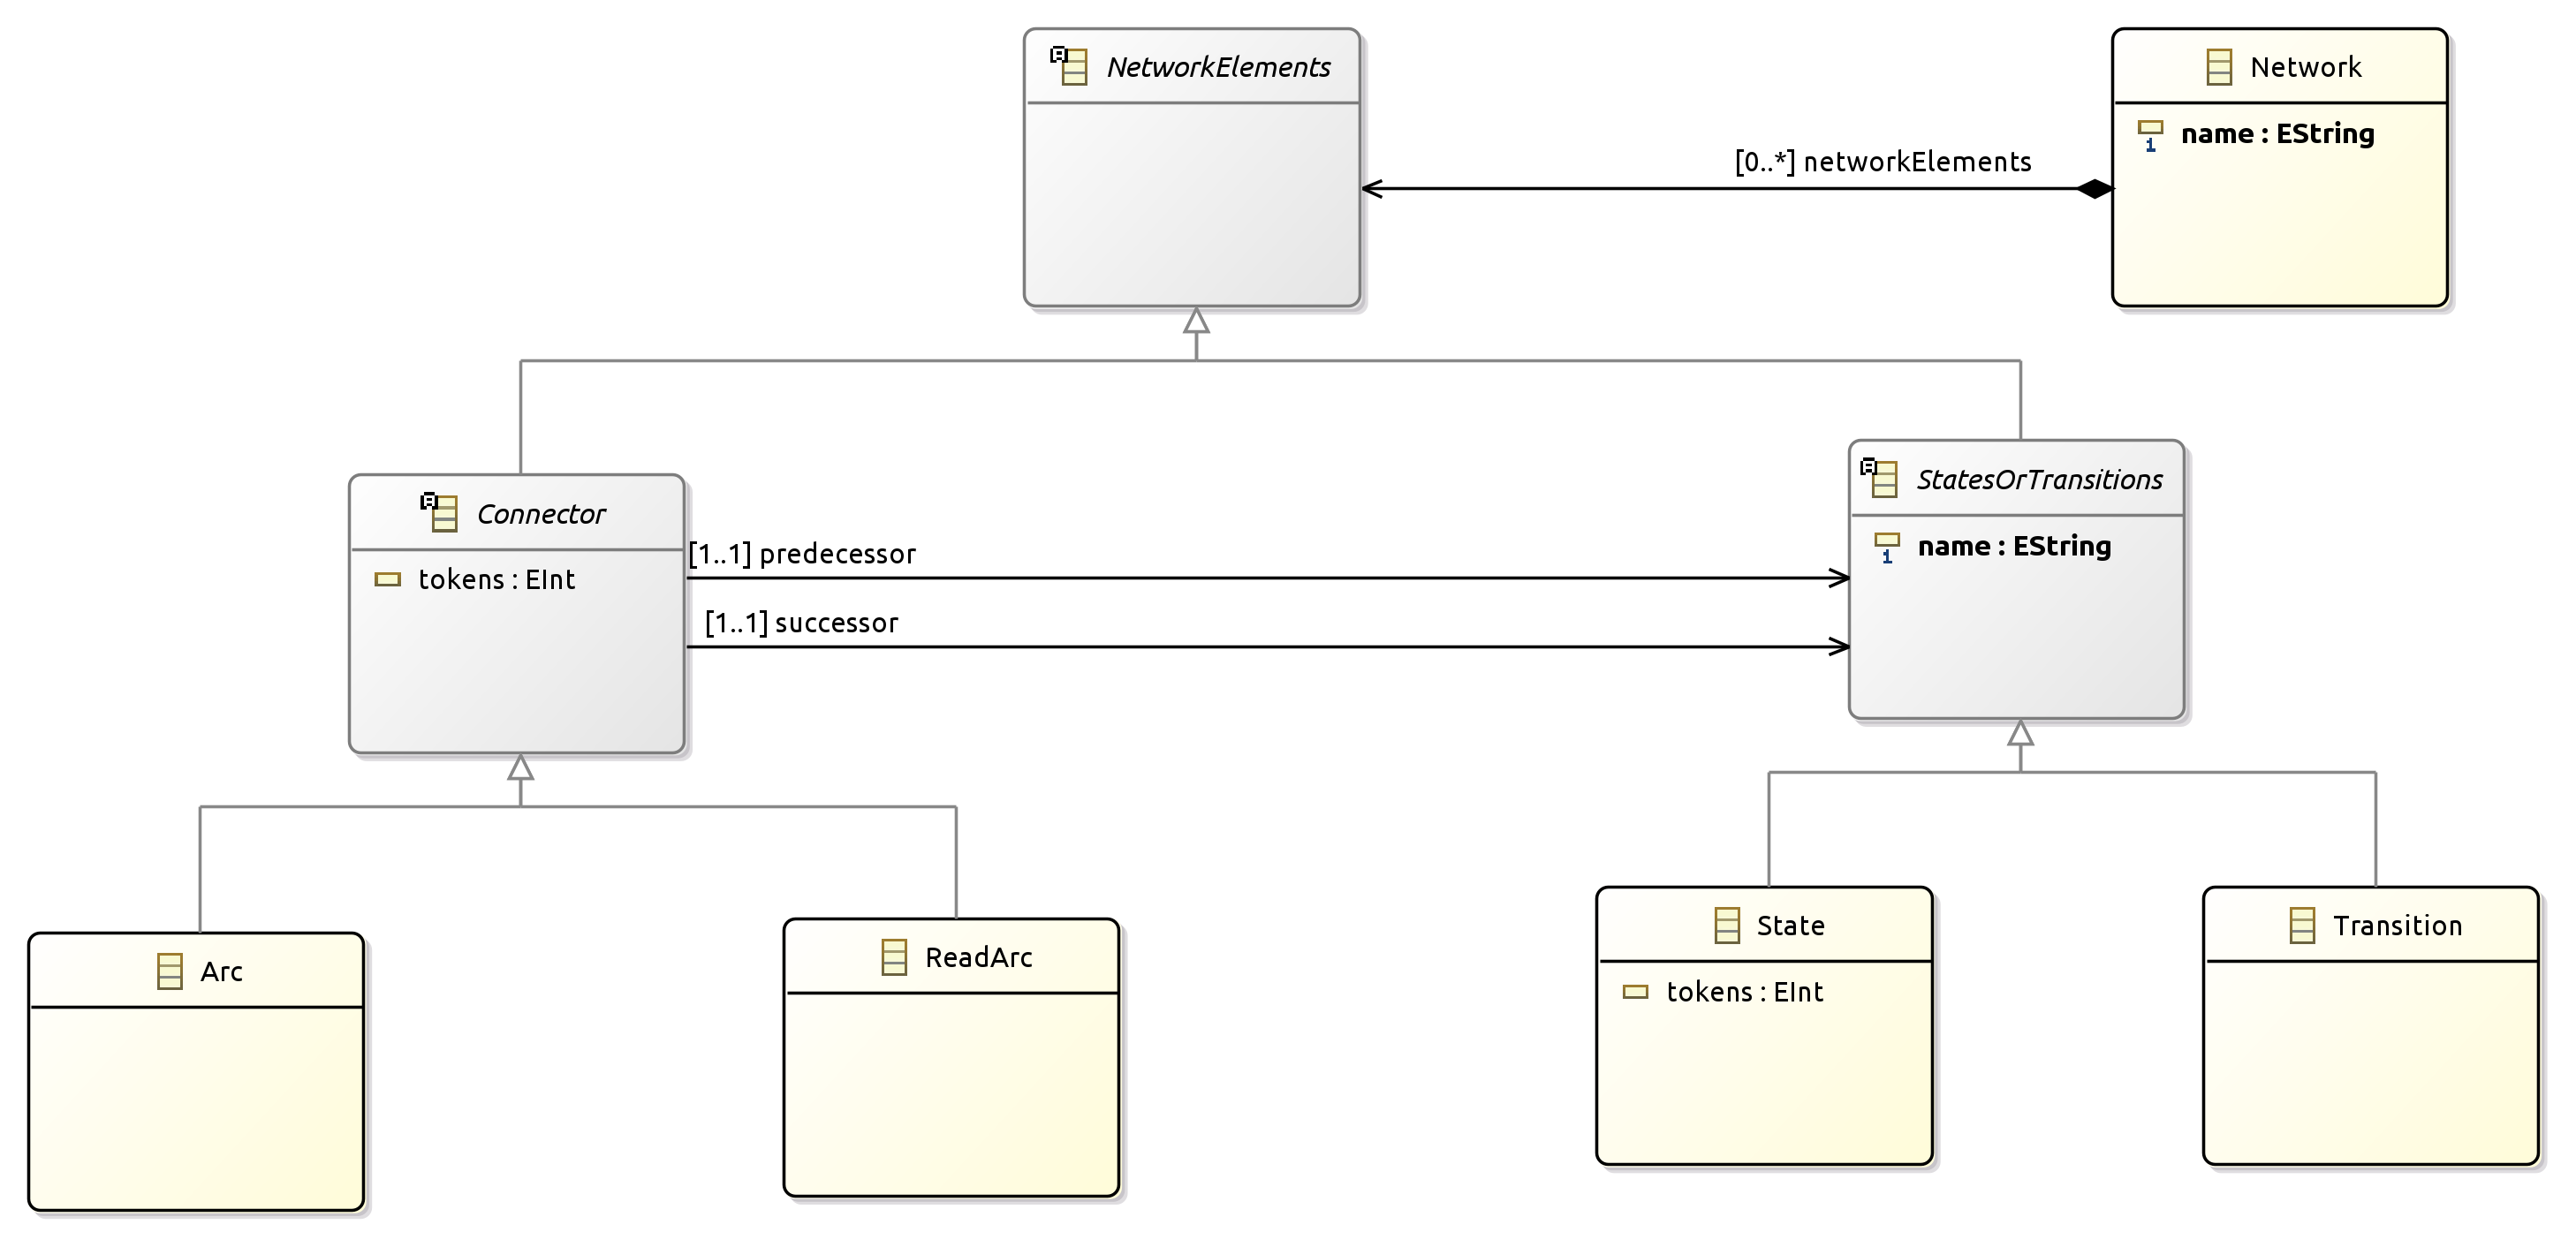 NetworkElements
Network
name : EString
[0..*] networkElements
Connector
tokens : EInt
[1..1] predecessor
[1..1] successor
StatesOrTransitions
name : EString
Arc
ReadArc
State
tokens : EInt
Transition